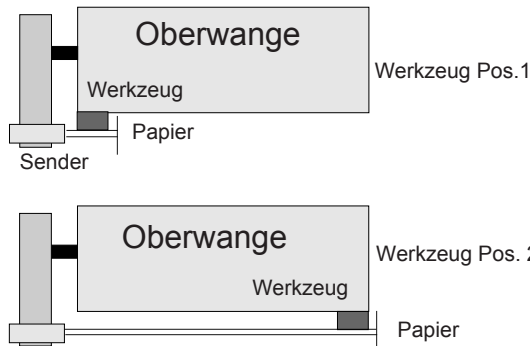 Oberwange
Werkzeug Pos.1
Werkzeug
Papier
Sender
Oberwange
Werkzeug Pos. 2
Werkzeug
Papier